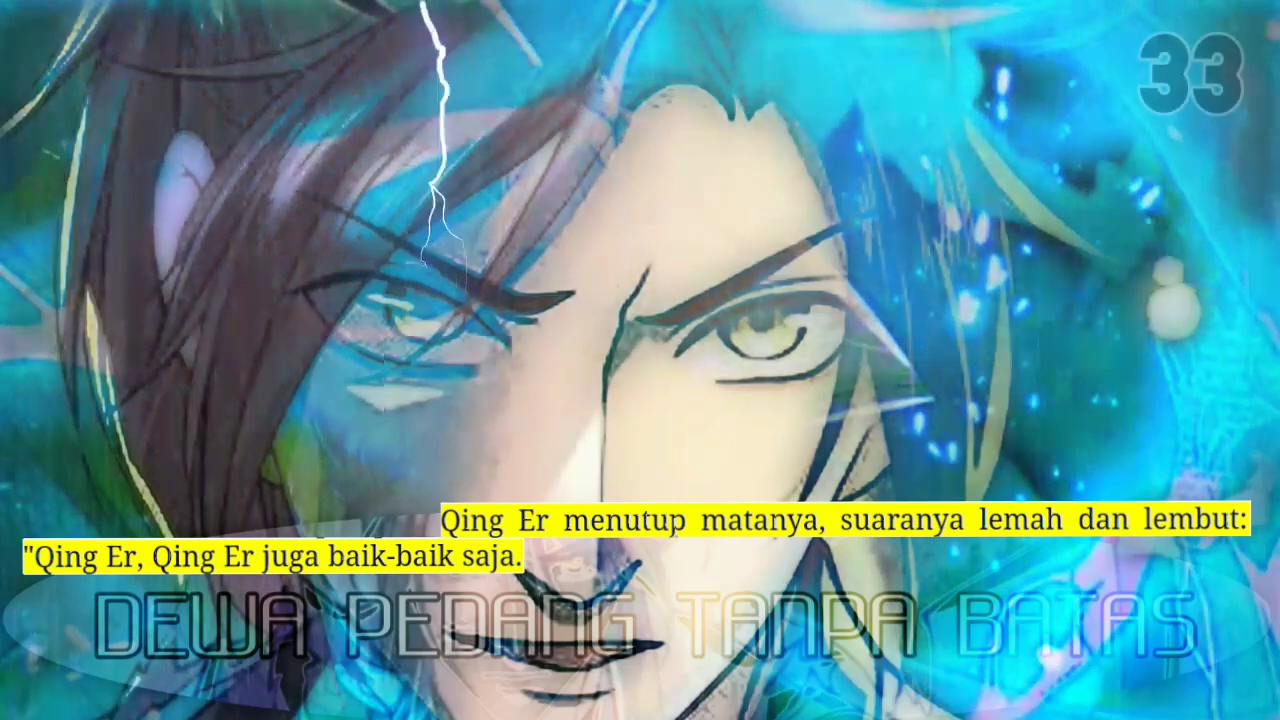 33
Qing Er menutup matanya, suaranya lemah dan lembut:
"Qing Er, Qing Er juga baik-baik saja.
DEWA PEDANG TANPA BATAS